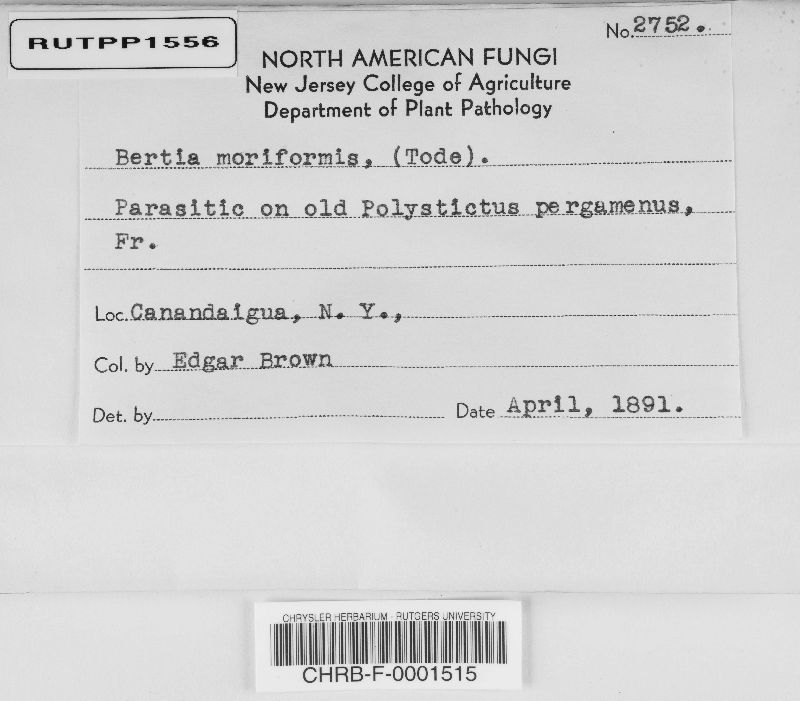 RUTPP1556
No. 2752.
NORTH AMERICAN FUNGI
New Jersey College of Agriculture
Department of Plant Pathology
Bertia moriformis, (Tode).
Parasitic on old Polystictus pergamenus,
Fr.
Loc. Canandaigua, N. Y.,
Col. by Edgar Brown
Det. by
Date April, 1891.
CHRYSLER HERBARIUM - RUTGERS UNIVERSITY
CHRB-F-0001515